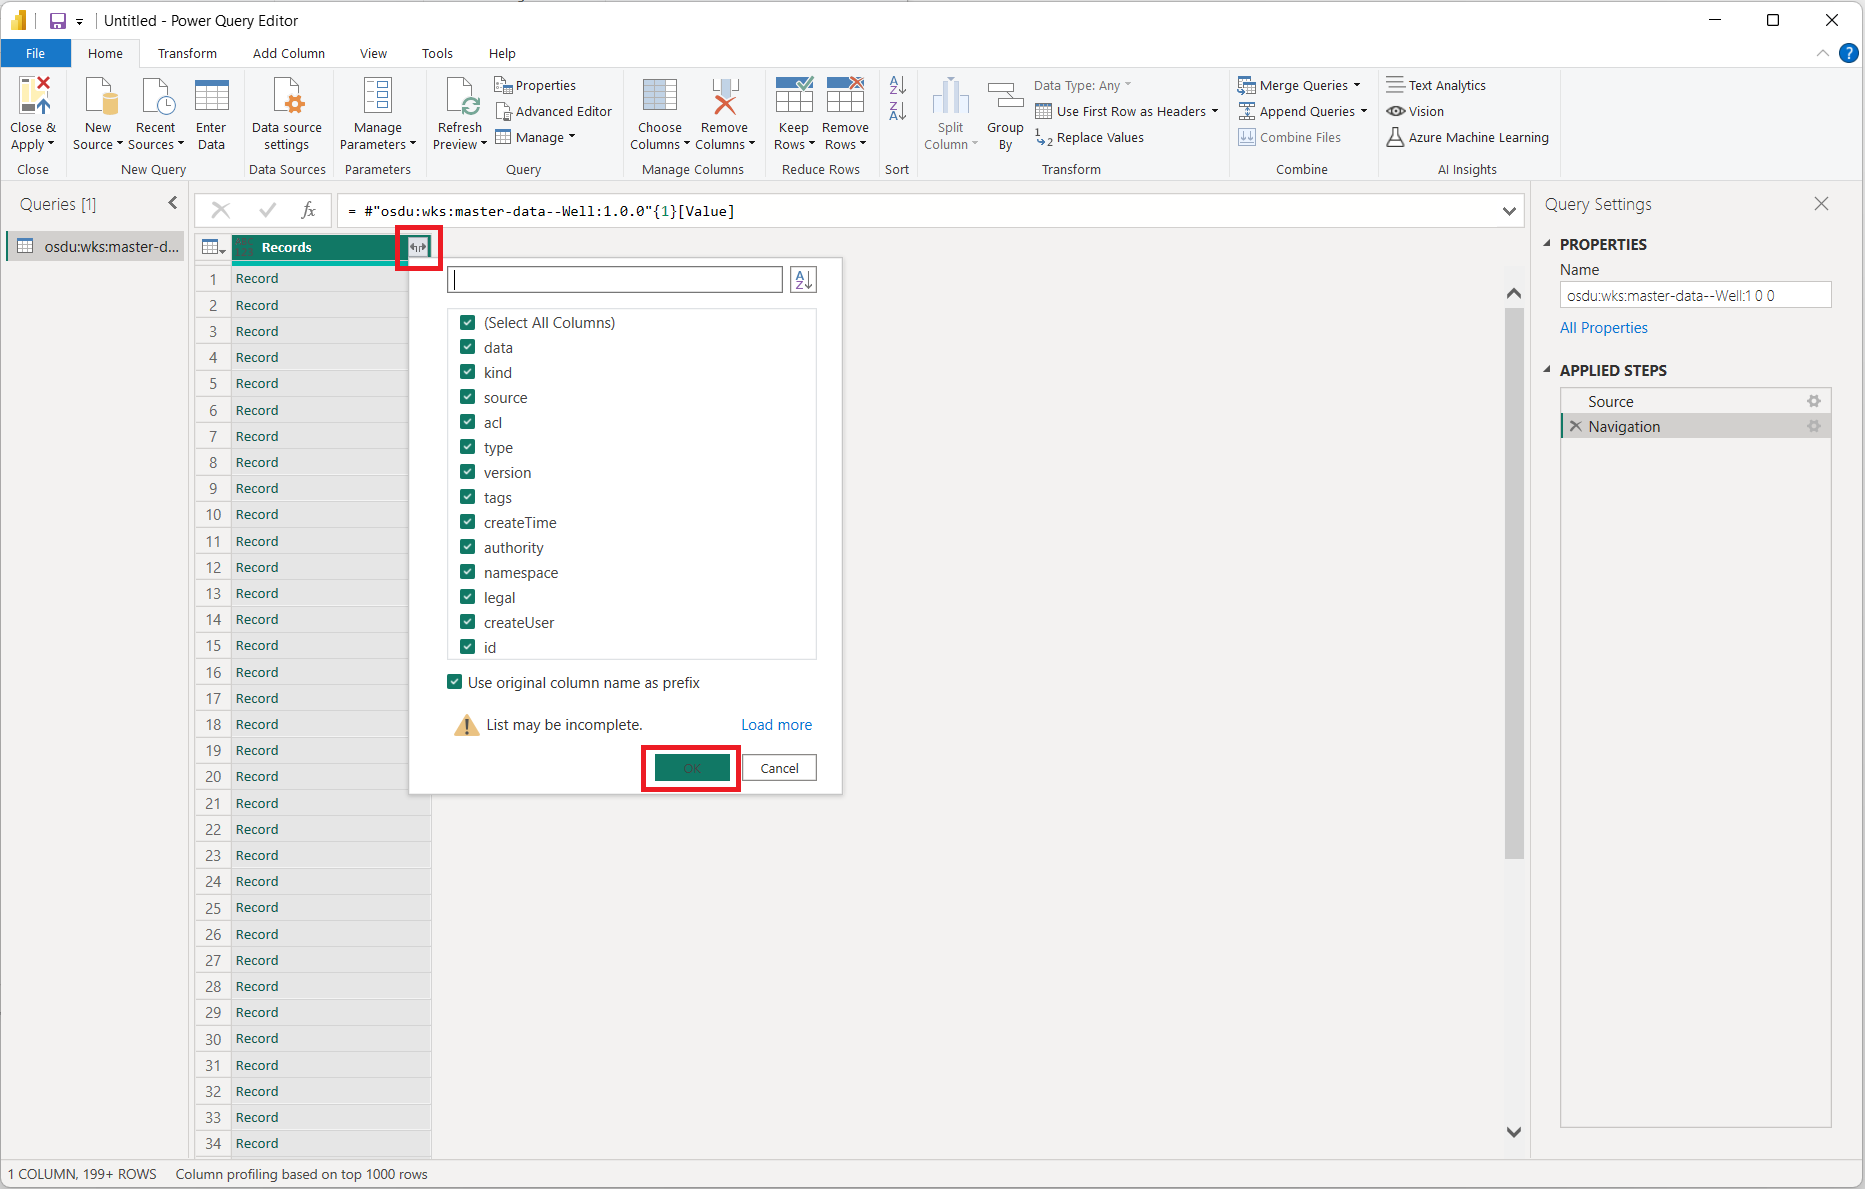 Untitled - Power Query Editor
File Home Transform Add Column View Tools Help
Close & Apply
New Source
Recent Sources
Enter Data
Data source settings
Manage Parameters
Refresh Preview
Properties
Advanced Editor
Manage
Choose Columns
Remove Columns
Keep Rows
Remove Rows
Split Column
Group By
Data Type: Any
Use First Row as Headers
Replace Values
Merge Queries
Append Queries
Combine Files
Text Analytics
Vision
Azure Machine Learning
Close New Query Data Sources Parameters Query Manage Columns Reduce Rows Sort Transform Combine AI Insights
Queries [1]
osdu:wks:master-d...
fx
= #"osdu:wks:master-data--Well:1.0.0"{1}[Value]
Records
1 Record
2 Record
3 Record
4 Record
5 Record
6 Record
7 Record
8 Record
9 Record
10 Record
11 Record
12 Record
13 Record
14 Record
15 Record
16 Record
17 Record
18 Record
19 Record
20 Record
21 Record
22 Record
23 Record
24 Record
25 Record
26 Record
27 Record
28 Record
29 Record
30 Record
31 Record
32 Record
33 Record
34 Record
(Select All Columns)
data
kind
source
acl
type
version
tags
createTime
authority
namespace
legal
createUser
id
Use original column name as prefix
List may be incomplete. Load more
OK Cancel
Query Settings
PROPERTIES
Name
osdu:wks:master-data--Well:1 0 0
All Properties
APPLIED STEPS
Source
Navigation
1 COLUMN, 199+ ROWS Column profiling based on top 1000 rows